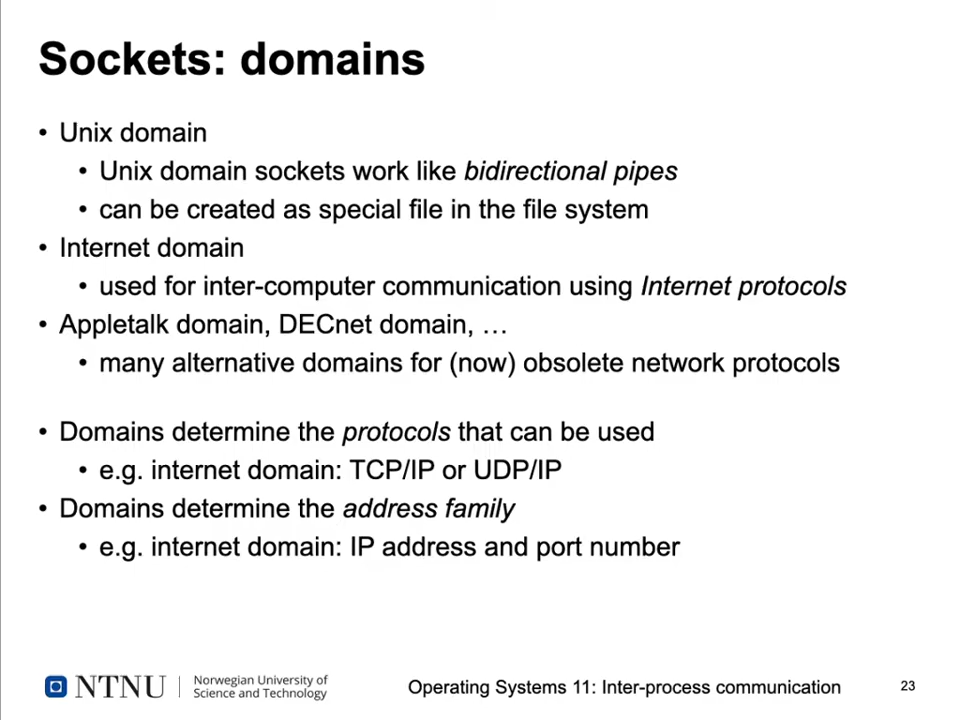 Sockets: domains
• Unix domain
• Unix domain sockets work like bidirectional pipes
• can be created as special file in the file system
• Internet domain
• used for inter-computer communication using Internet protocols
• Appletalk domain, DECnet domain, …
• many alternative domains for (now) obsolete network protocols
• Domains determine the protocols that can be used
• e.g. internet domain: TCP/IP or UDP/IP
• Domains determine the address family
• e.g. internet domain: IP address and port number
NTNU
Norwegian University of
Science and Technology
Operating Systems 11: Inter-process communication
23